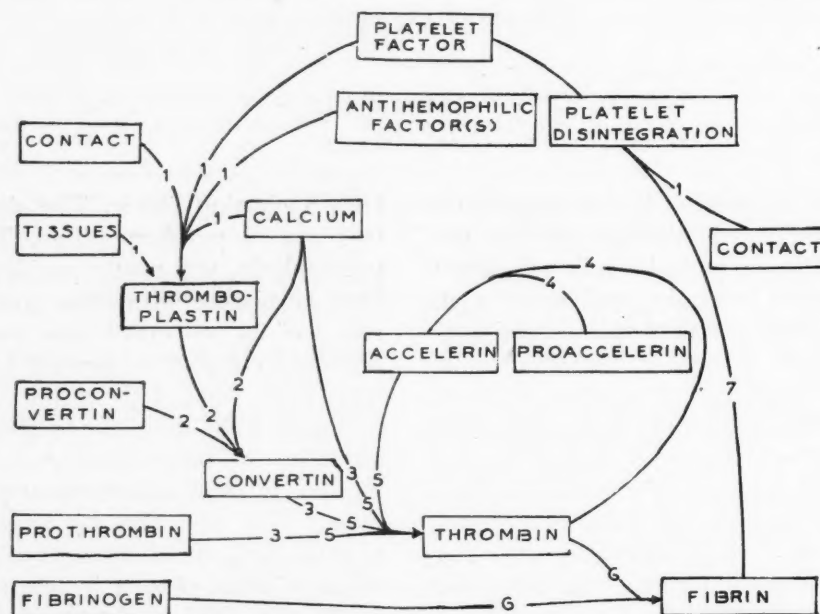 PLATELET
FACTOR
ANTIHEMOPHILIC
FACTOR(S)
PLATELET
DISINTEGRATION
CONTACT
1
1
1
1
TISSUES
1
1
CALCIUM
CONTACT
THROMBO-
PLASTIN
4
4
ACCELERIN
PROACCELERIN
2
7
PROCON-
VERTIN
2
2
CONVERTIN
3
5
3
5
5
PROTHROMBIN
3
5
THROMBIN
6
FIBRINOGEN
6
FIBRIN